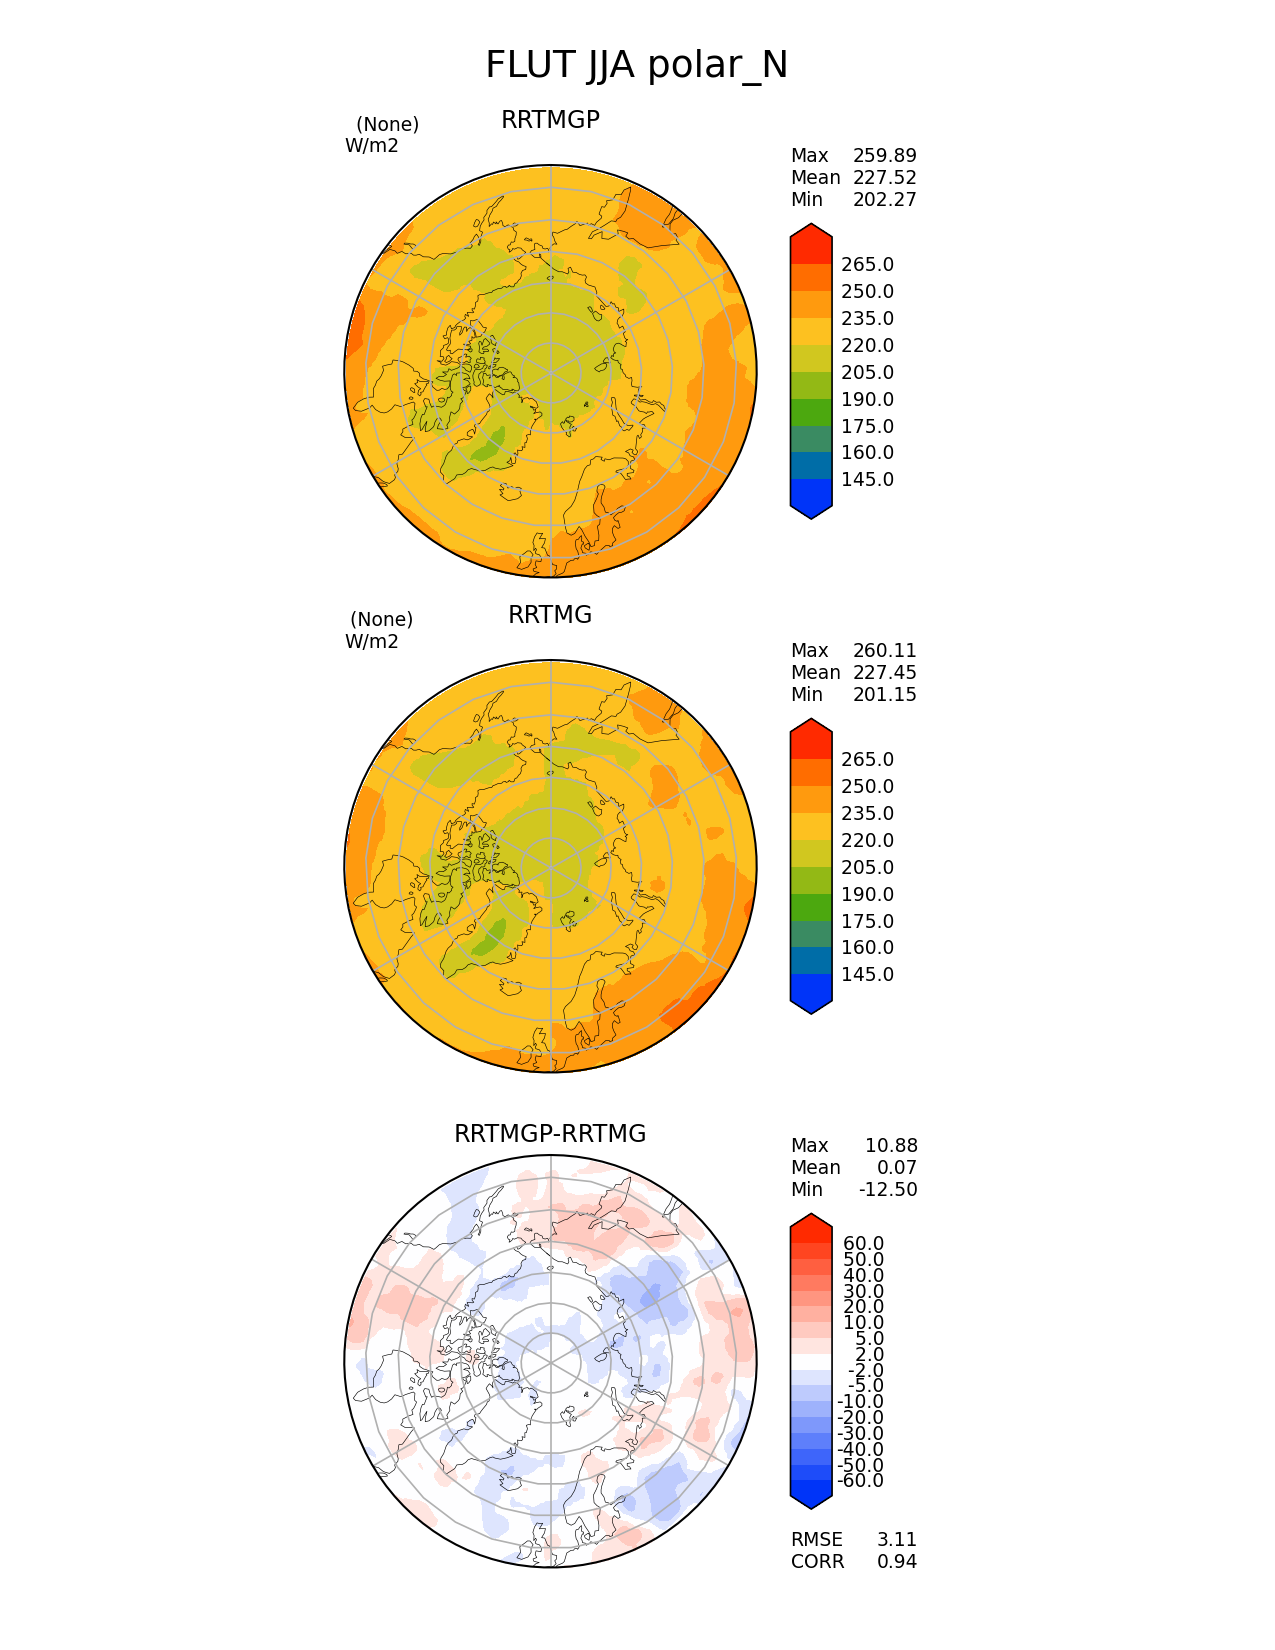 FLUT JJA polar_N
(None)
RRTMGP
W/m2
Max 259.89
Mean 227.52
Min 202.27
265.0
250.0
235.0
220.0
205.0
190.0
175.0
160.0
145.0
(None)
RRTMG
W/m2
Max 260.11
Mean 227.45
Min 201.15
265.0
250.0
235.0
220.0
205.0
190.0
175.0
160.0
145.0
RRTMGP-RRTMG
Max 10.88
Mean 0.07
Min -12.50
60.0
50.0
40.0
30.0
20.0
10.0
5.0
2.0
-2.0
-5.0
-10.0
-20.0
-30.0
-40.0
-50.0
-60.0
RMSE 3.11
CORR 0.94